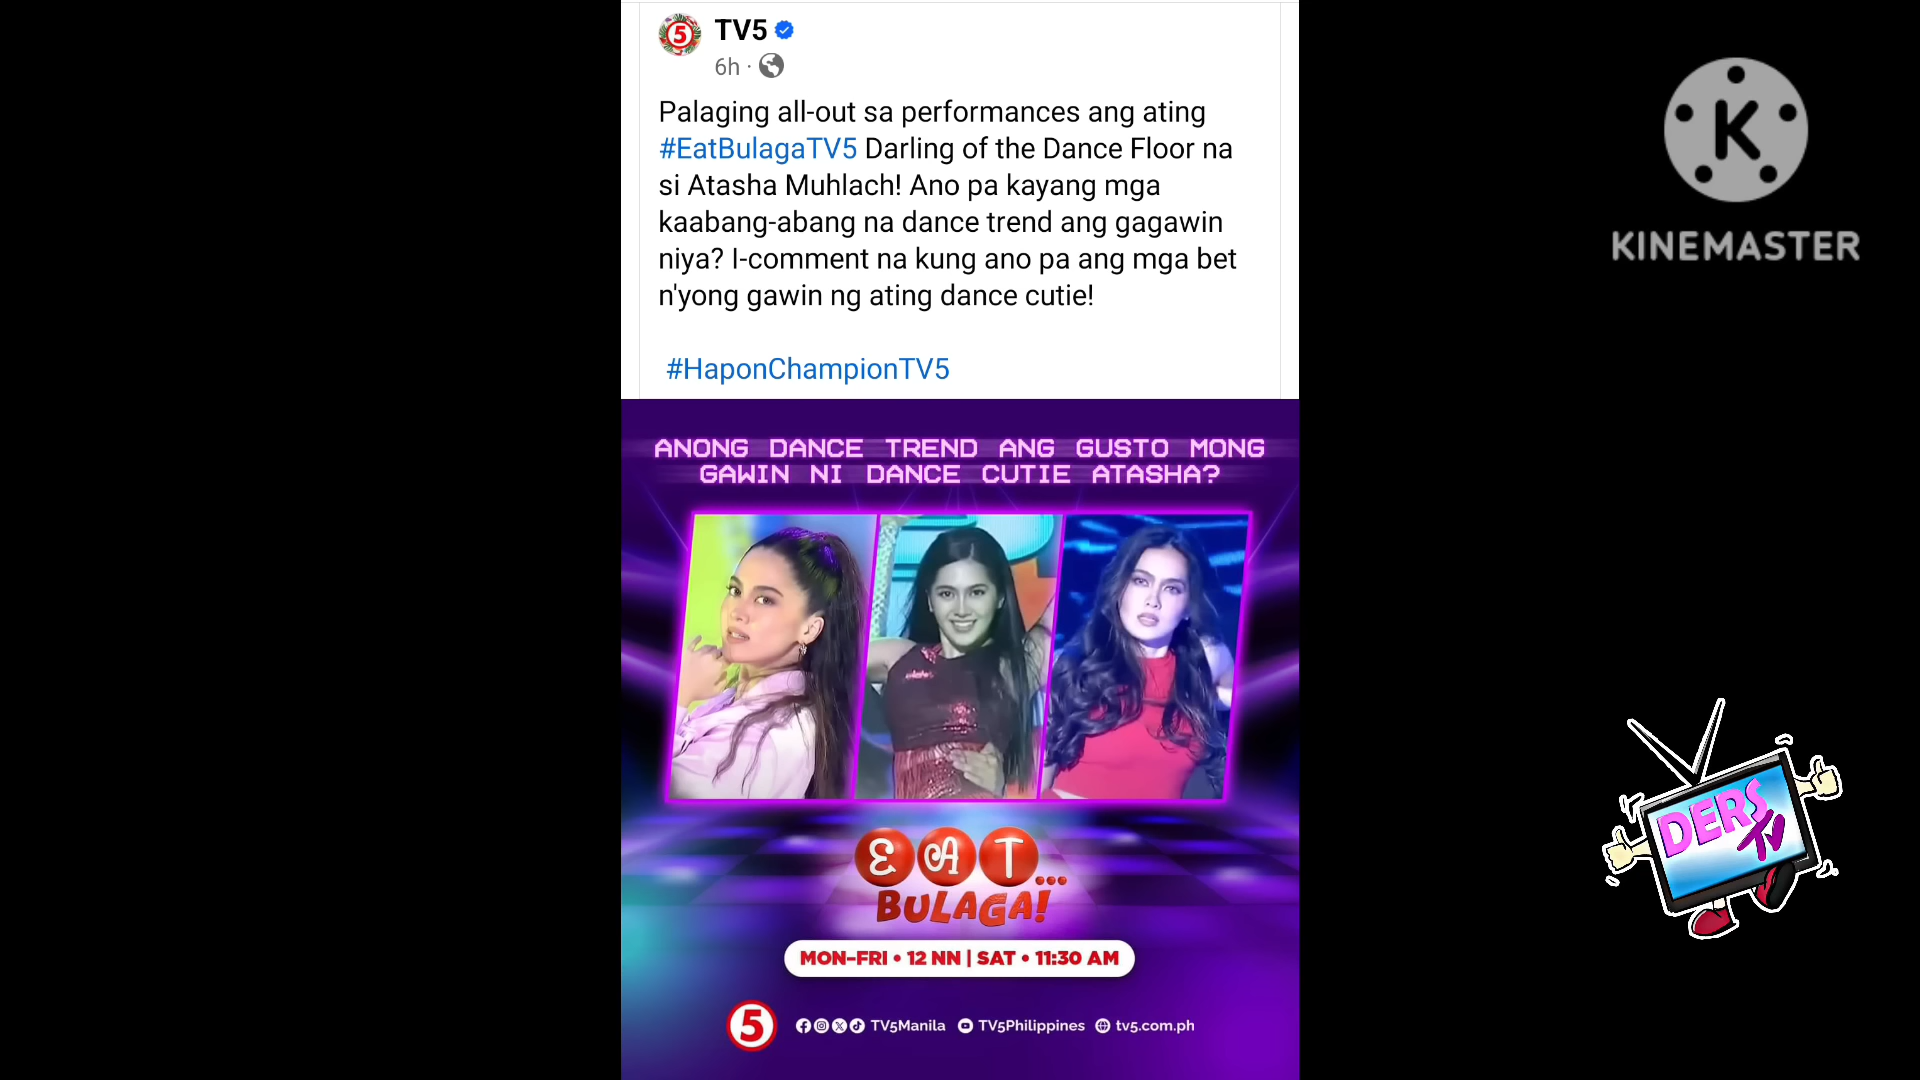 TV5
6h ·
Palaging all-out sa performances ang ating
#EatBulagaTV5 Darling of the Dance Floor na
si Atasha Muhlach! Ano pa kayang mga
kaabang-abang na dance trend ang gagawin
niya? I-comment na kung ano pa ang mga bet
n'yong gawin ng ating dance cutie!
#HaponChampionTV5
ANONG DANCE TREND ANG GUSTO MONG
GAWIN NI DANCE CUTIE ATASHA?
EAT...
BULAGA!
MON-FRI • 12 NN | SAT • 11:30 AM
5 TV5Manila TV5Philippines tv5.com.ph
K
KINEMASTER
DERS
TV